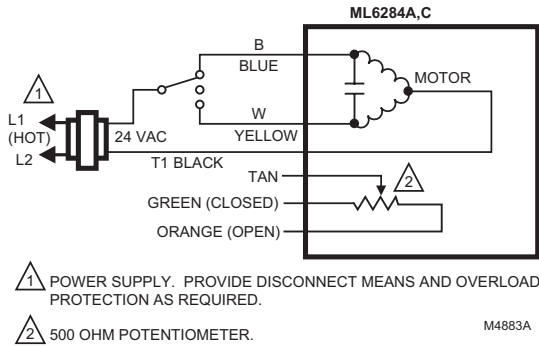 ML6284A,C
B
BLUE
MOTOR
1
L1
(HOT)
24 VAC
W
YELLOW
L2
T1 BLACK
TAN
2
GREEN (CLOSED)
ORANGE (OPEN)
1 POWER SUPPLY. PROVIDE DISCONNECT MEANS AND OVERLOAD
PROTECTION AS REQUIRED.
2 500 OHM POTENTIOMETER.
M4883A